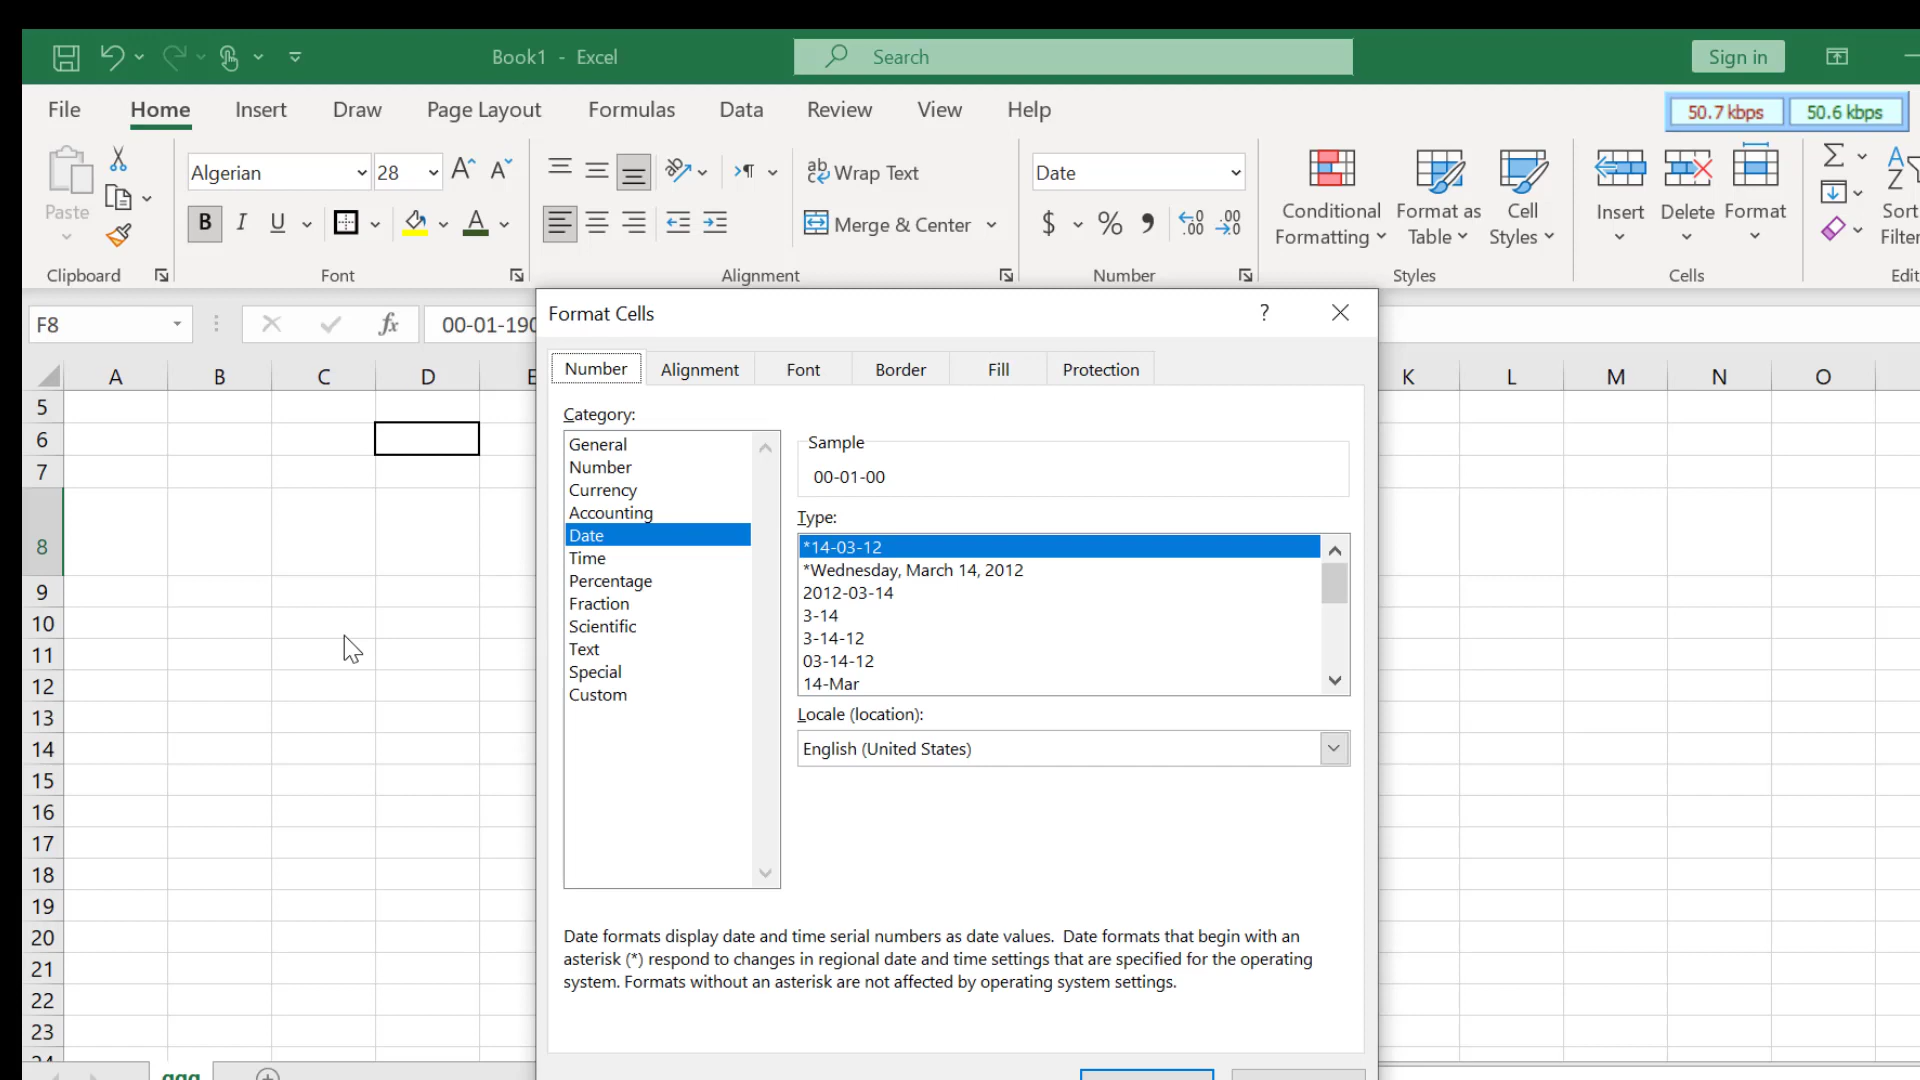 Book1 - Excel
Search
Sign in
File Home Insert Draw Page Layout Formulas Data Review View Help
50.7 kbps 50.6 kbps
Algerian 28 Wrap Text Date
Paste
Merge & Center
Conditional Formatting
Format as Table
Cell Styles
Insert Delete Format
Sort
Filter
Clipboard Font Alignment Number Styles Cells
F8 fx 00-01-190
Format Cells
Number Alignment Font Border Fill Protection
A B C D K L M N O
5
6
7
8
9
10
11
12
13
14
15
16
17
18
19
20
21
22
23
Category:
General
Number
Currency
Accounting
Date
Time
Percentage
Fraction
Scientific
Text
Special
Custom
Sample
00-01-00
Type:
*14-03-12
*Wednesday, March 14, 2012
2012-03-14
3-14
3-14-12
03-14-12
14-Mar
Locale (location):
English (United States)
Date formats display date and time serial numbers as date values. Date formats that begin with an
asterisk (*) respond to changes in regional date and time settings that are specified for the operating
system. Formats without an asterisk are not affected by operating system settings.